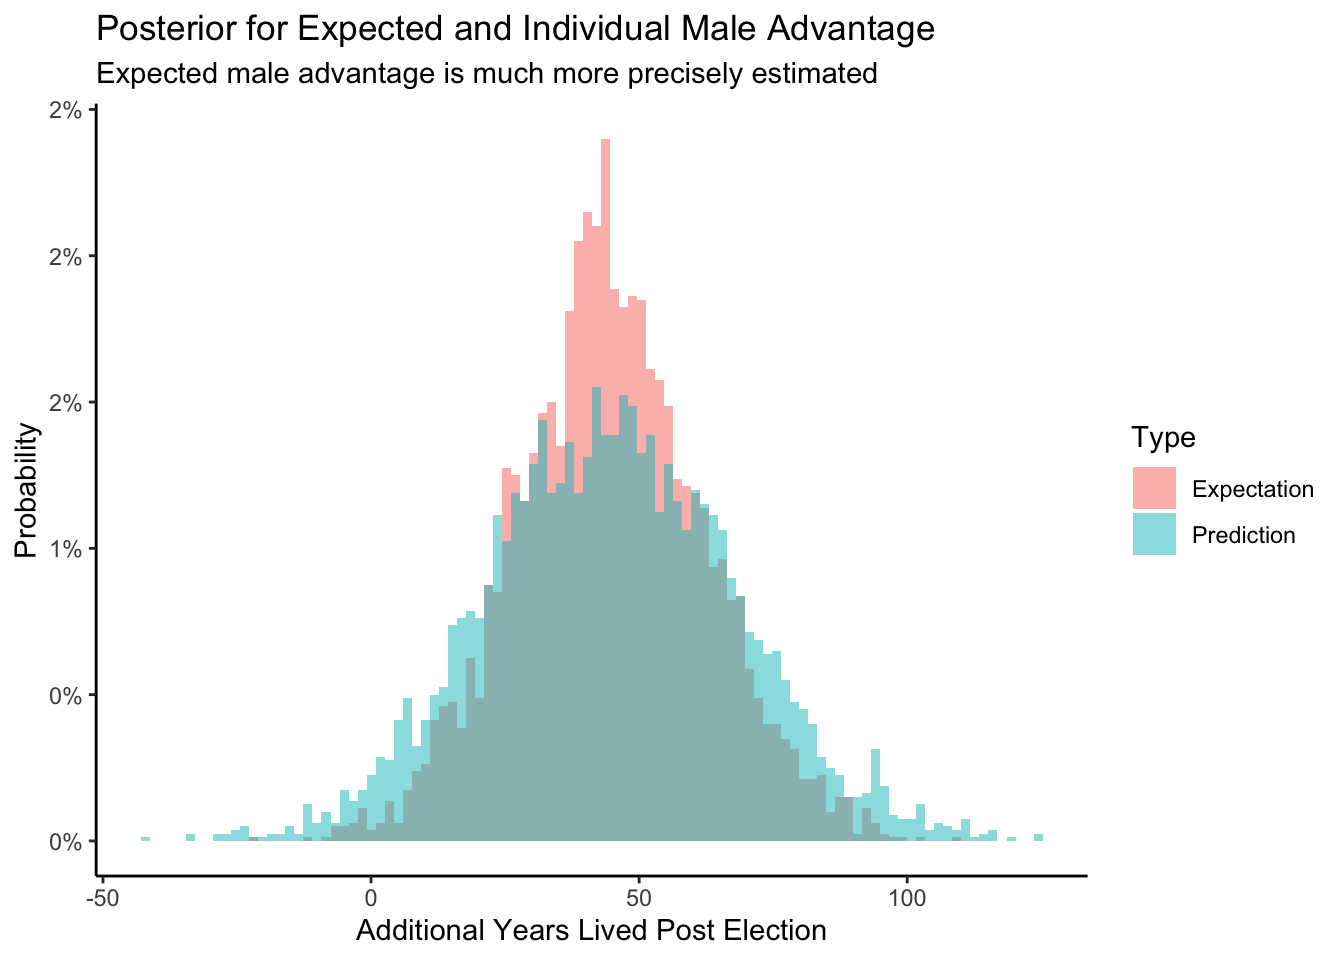 Posterior for Expected and Individual Male Advantage
Expected male advantage is much more precisely estimated
2%
2%
2%
1%
0%
0%
Probability
-50
0
50
100
Additional Years Lived Post Election
Type
Expectation
Prediction